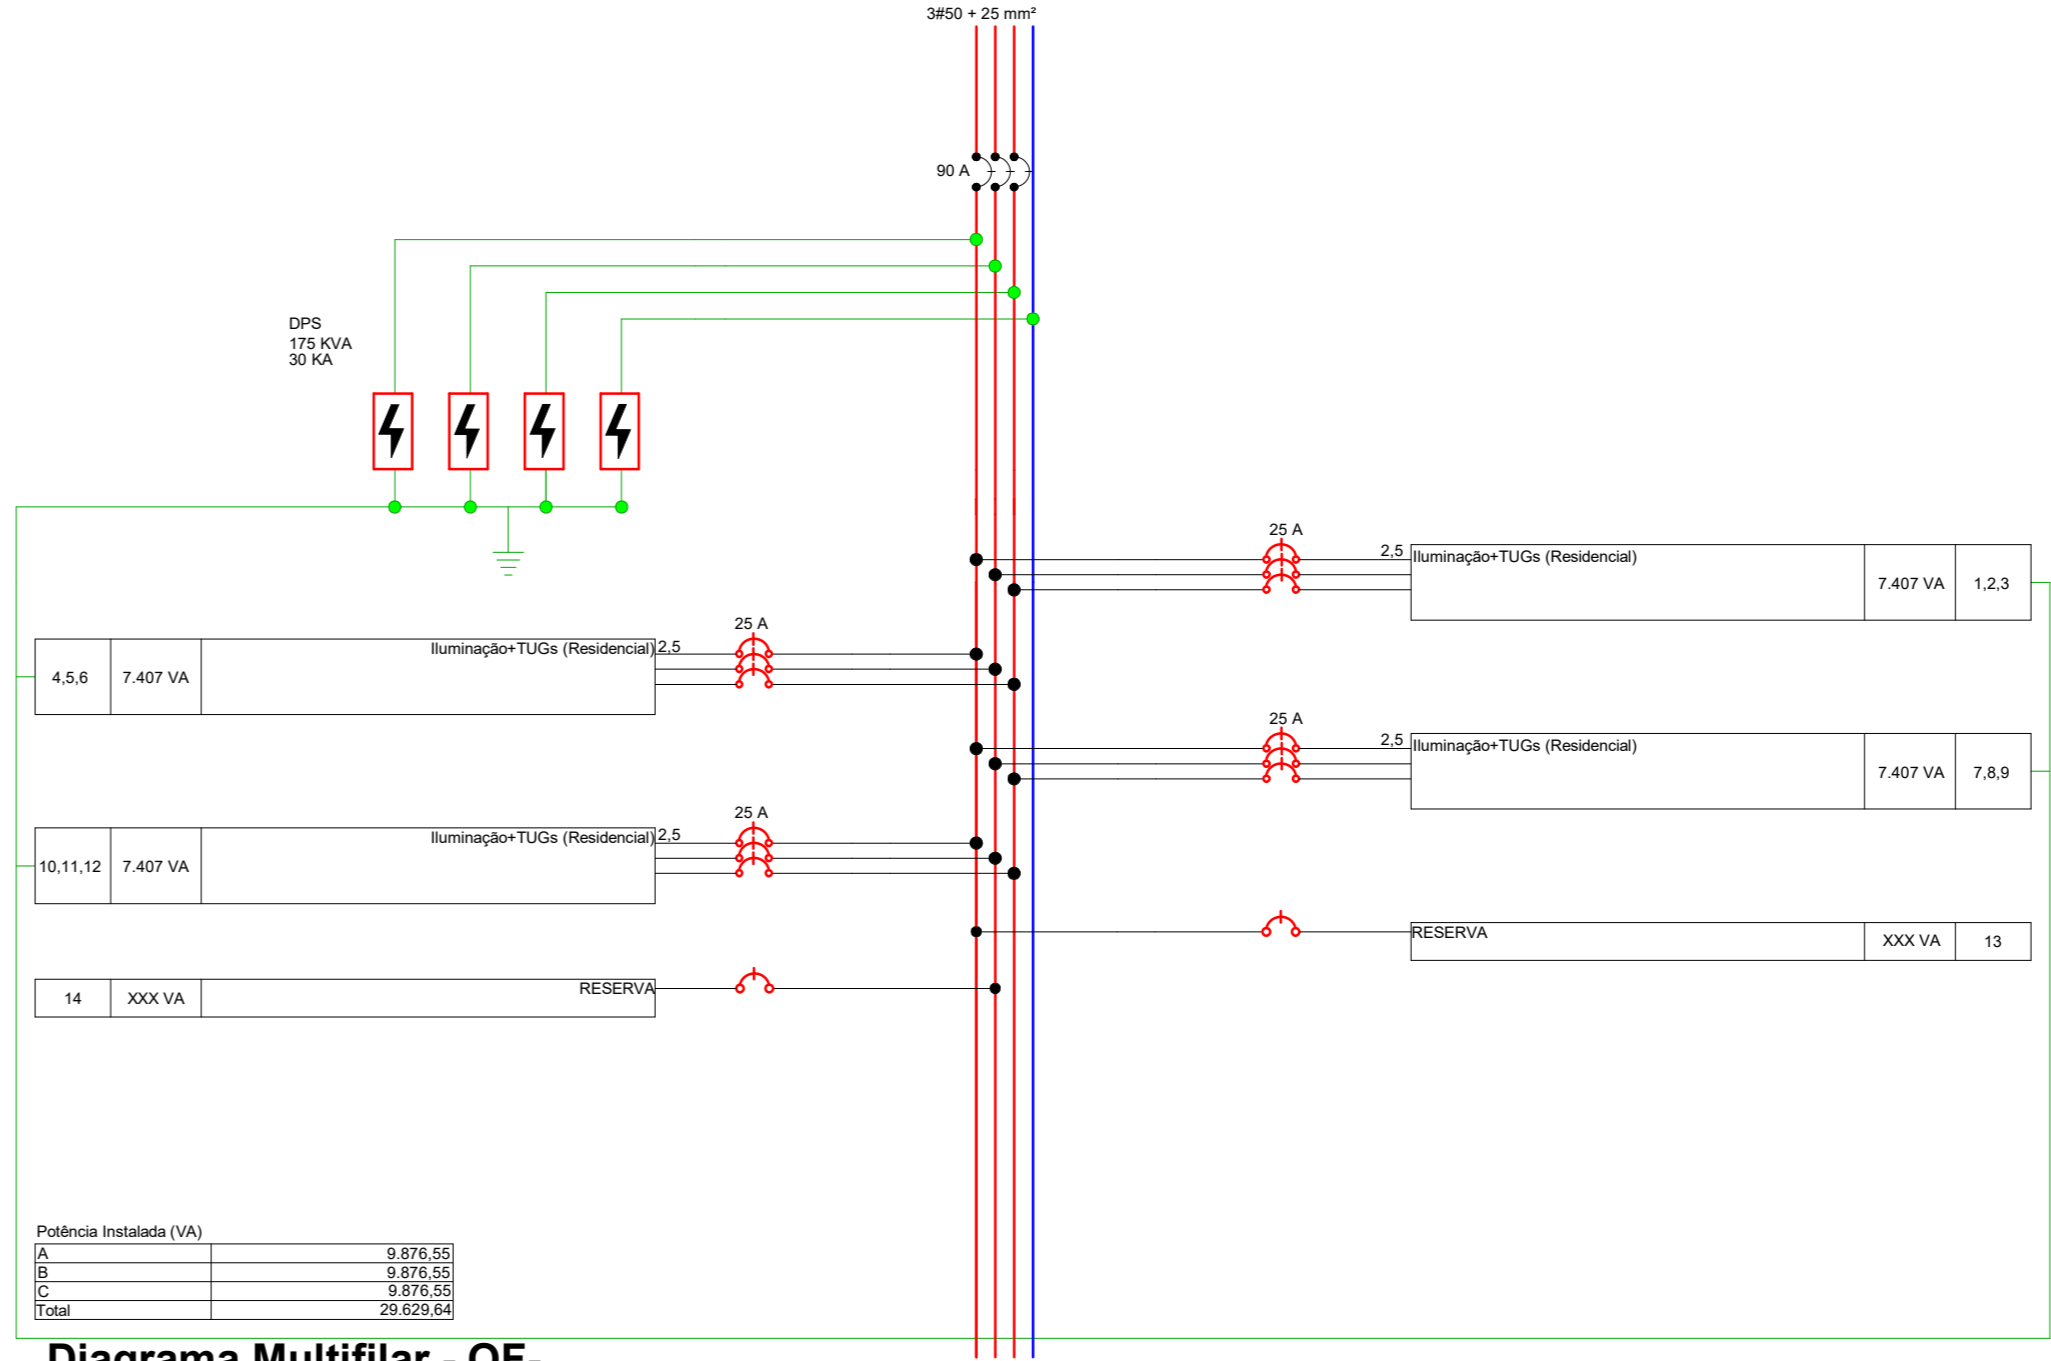 3#50 + 25 mm²
90 A
DPS
175 KVA
30 KA
25 A
2,5 Iluminação+TUGs (Residencial) 7.407 VA 1,2,3
25 A
4,5,6 7.407 VA Iluminação+TUGs (Residencial) 2,5
25 A
2,5 Iluminação+TUGs (Residencial) 7.407 VA 7,8,9
25 A
10,11,12 7.407 VA Iluminação+TUGs (Residencial) 2,5
RESERVA XXX VA 13
14 XXX VA RESERVA
Potência Instalada (VA)
A 9.876,55
B 9.876,55
C 9.876,55
Total 29.629,64
Diagrama Multifilar - QF-